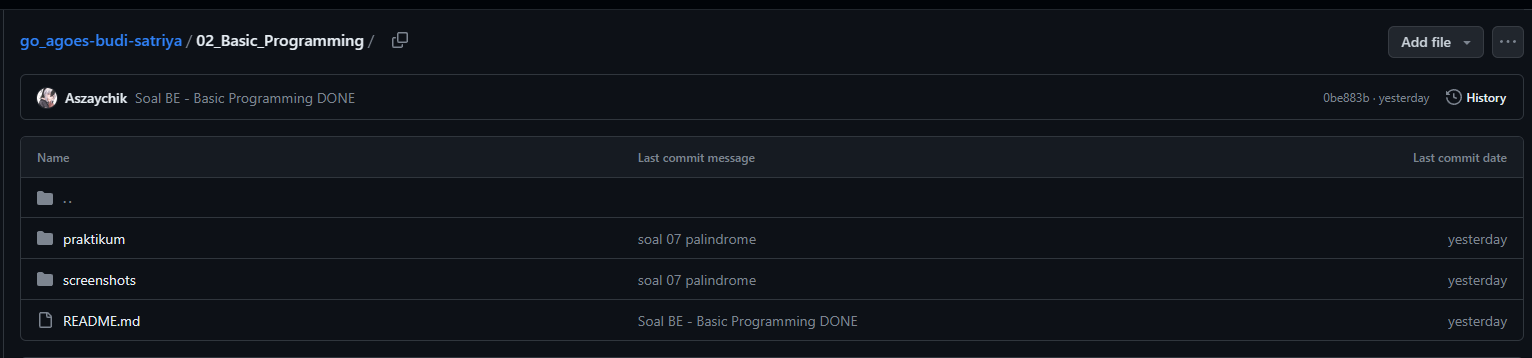 go_agoes-budi-satriya / 02_Basic_Programming /
Add file
Aszaychik Soal BE - Basic Programming DONE
0be883b · yesterday History
Name Last commit message Last commit date
..
praktikum soal 07 palindrome yesterday
screenshots soal 07 palindrome yesterday
README.md Soal BE - Basic Programming DONE yesterday